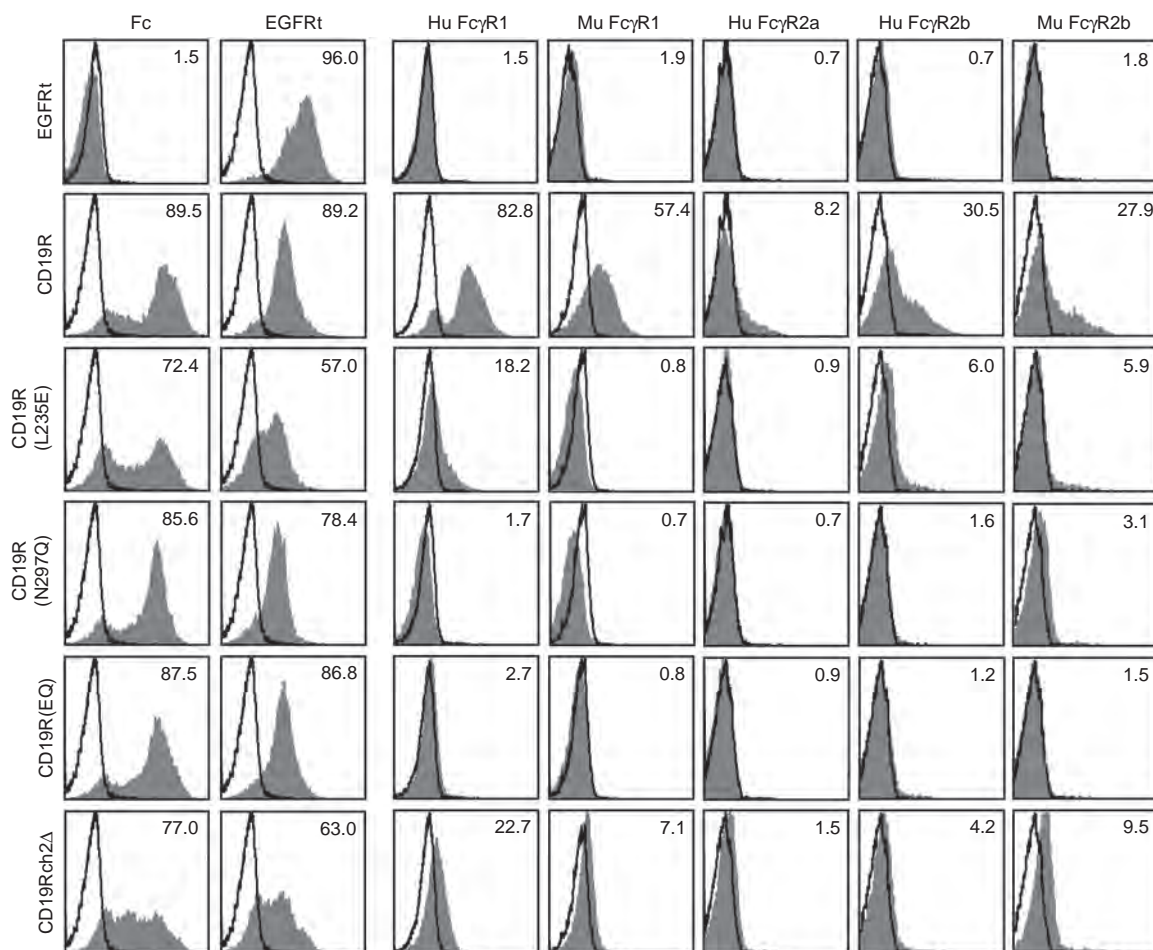 Fc EGFRt Hu FcγR1 Mu FcγR1 Hu FcγR2a Hu FcγR2b Mu FcγR2b
EGFRt 1.5 96.0 1.5 1.9 0.7 0.7 1.8
CD19R 89.5 89.2 82.8 57.4 8.2 30.5 27.9
CD19R
(L235E) 72.4 57.0 18.2 0.8 0.9 6.0 5.9
CD19R
(N297Q) 85.6 78.4 1.7 0.7 0.7 1.6 3.1
CD19R(EQ) 87.5 86.8 2.7 0.8 0.9 1.2 1.5
CD19Rch2Δ 77.0 63.0 22.7 7.1 1.5 4.2 9.5